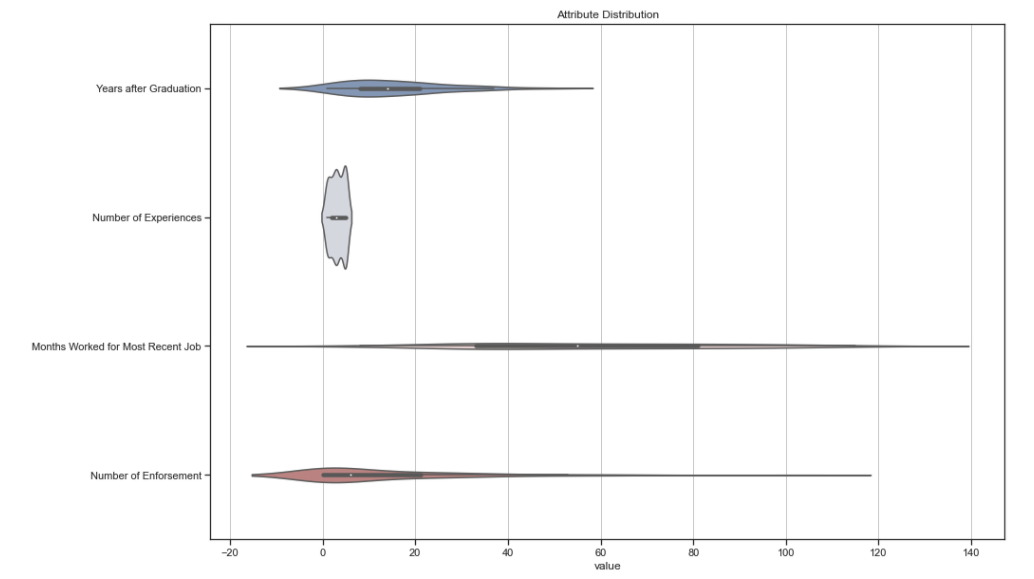 Attribute Distribution
Years after Graduation
Number of Experiences
Months Worked for Most Recent Job
Number of Enforsement
−20 0 20 40 60 80 100 120 140
value